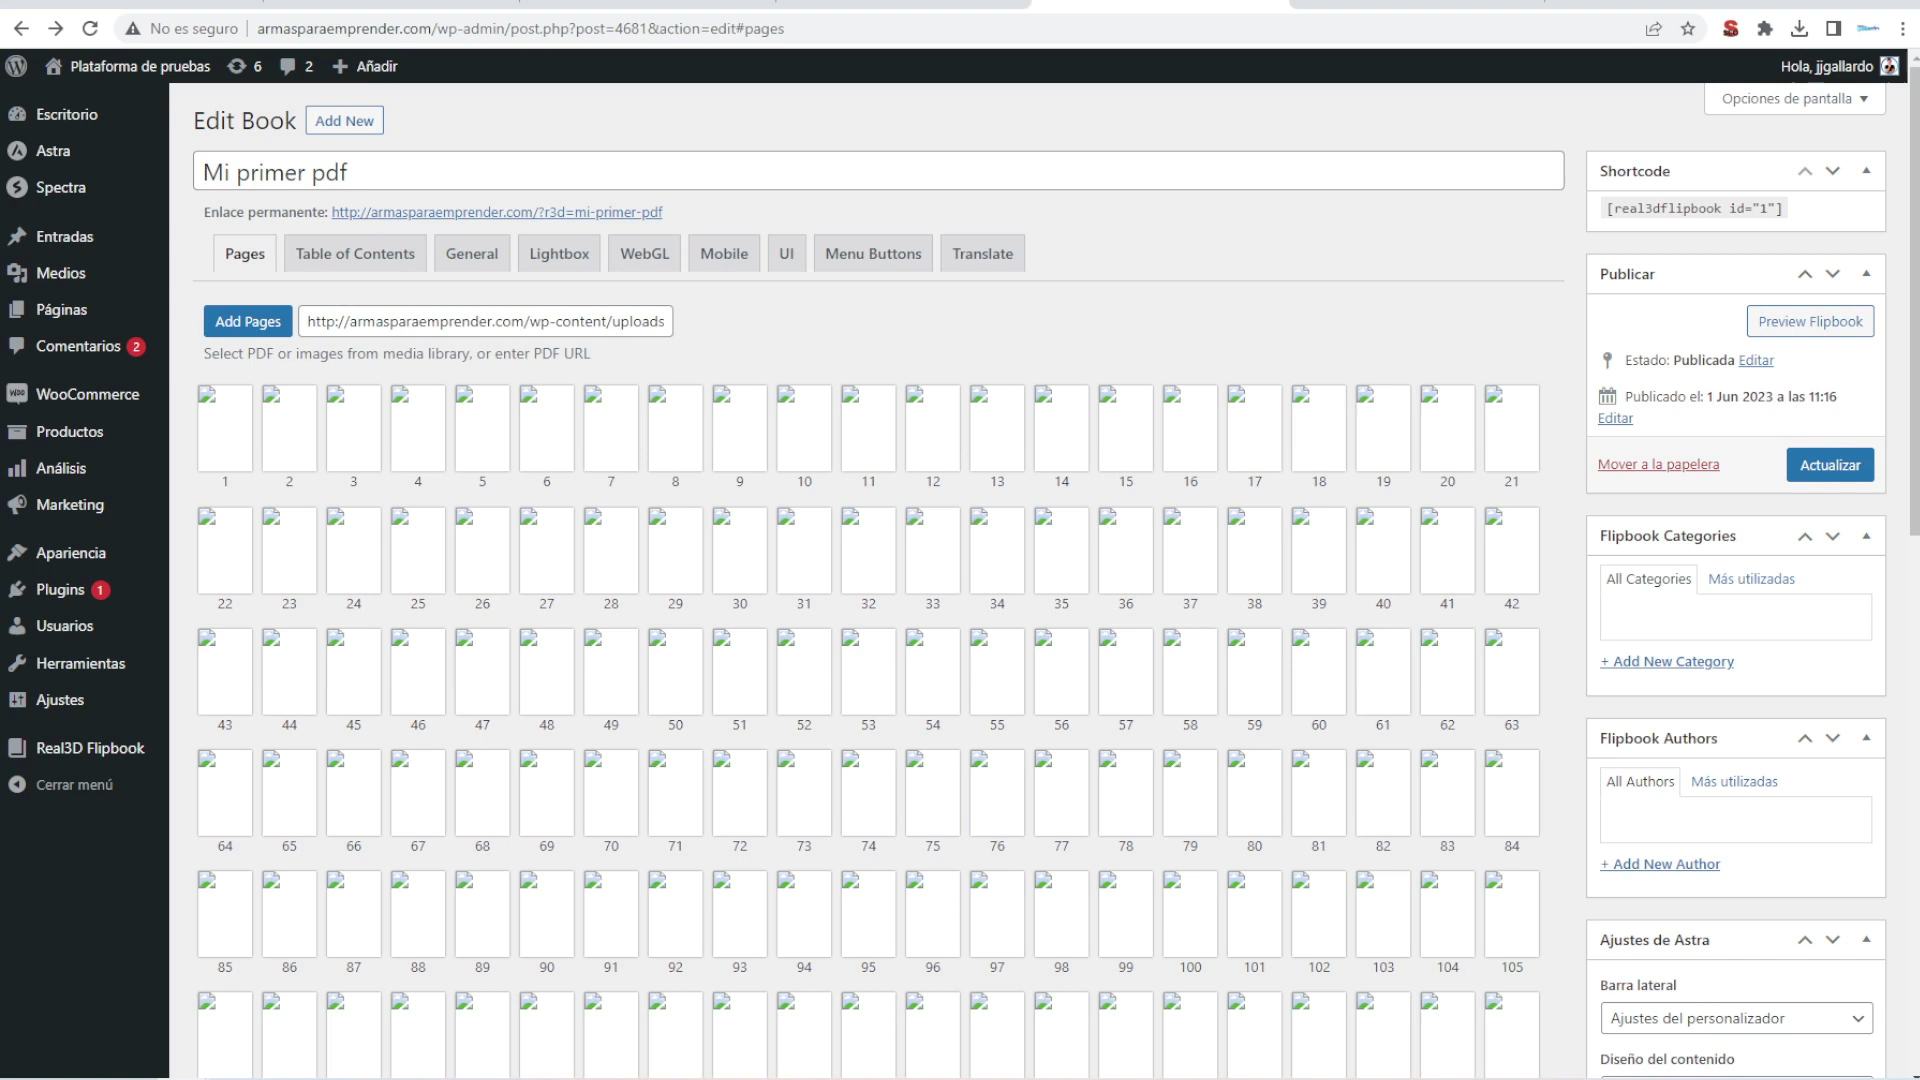 No es seguro
armasparaemprender.com/wp-admin/post.php?post=4681&action=edit#pages
Plataforma de pruebas 6 2 Añadir
Hola, jjgallardo
Opciones de pantalla
Escritorio
Astra
Spectra
Entradas
Medios
Páginas
Comentarios 2
WooCommerce
Productos
Análisis
Marketing
Apariencia
Plugins 1
Usuarios
Herramientas
Ajustes
Real3D Flipbook
Cerrar menú
Edit Book Add New
Mi primer pdf
Enlace permanente: http://armasparaemprender.com/?r3d=mi-primer-pdf
Pages Table of Contents General Lightbox WebGL Mobile UI Menu Buttons Translate
Add Pages http://armasparaemprender.com/wp-content/uploads
Select PDF or images from media library, or enter PDF URL
1 2 3 4 5 6 7 8 9 10 11 12 13 14 15 16 17 18 19 20 21
22 23 24 25 26 27 28 29 30 31 32 33 34 35 36 37 38 39 40 41 42
43 44 45 46 47 48 49 50 51 52 53 54 55 56 57 58 59 60 61 62 63
64 65 66 67 68 69 70 71 72 73 74 75 76 77 78 79 80 81 82 83 84
85 86 87 88 89 90 91 92 93 94 95 96 97 98 99 100 101 102 103 104 105
Shortcode
[real3dflipbook id="1"]
Publicar
Preview Flipbook
Estado: Publicada Editar
Publicado el: 1 Jun 2023 a las 11:16
Editar
Mover a la papelera Actualizar
Flipbook Categories
All Categories Más utilizadas
+ Add New Category
Flipbook Authors
All Authors Más utilizadas
+ Add New Author
Ajustes de Astra
Barra lateral
Ajustes del personalizador
Diseño del contenido